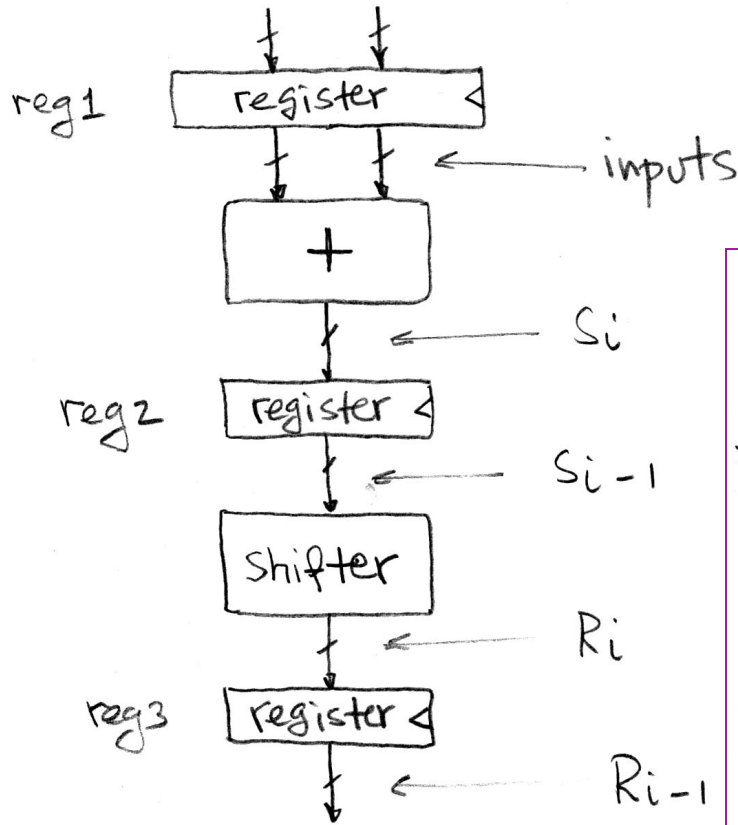 reg1
register
inputs
+
Si
reg2
register
Si-1
Shifter
Ri
reg3
register
Ri-1